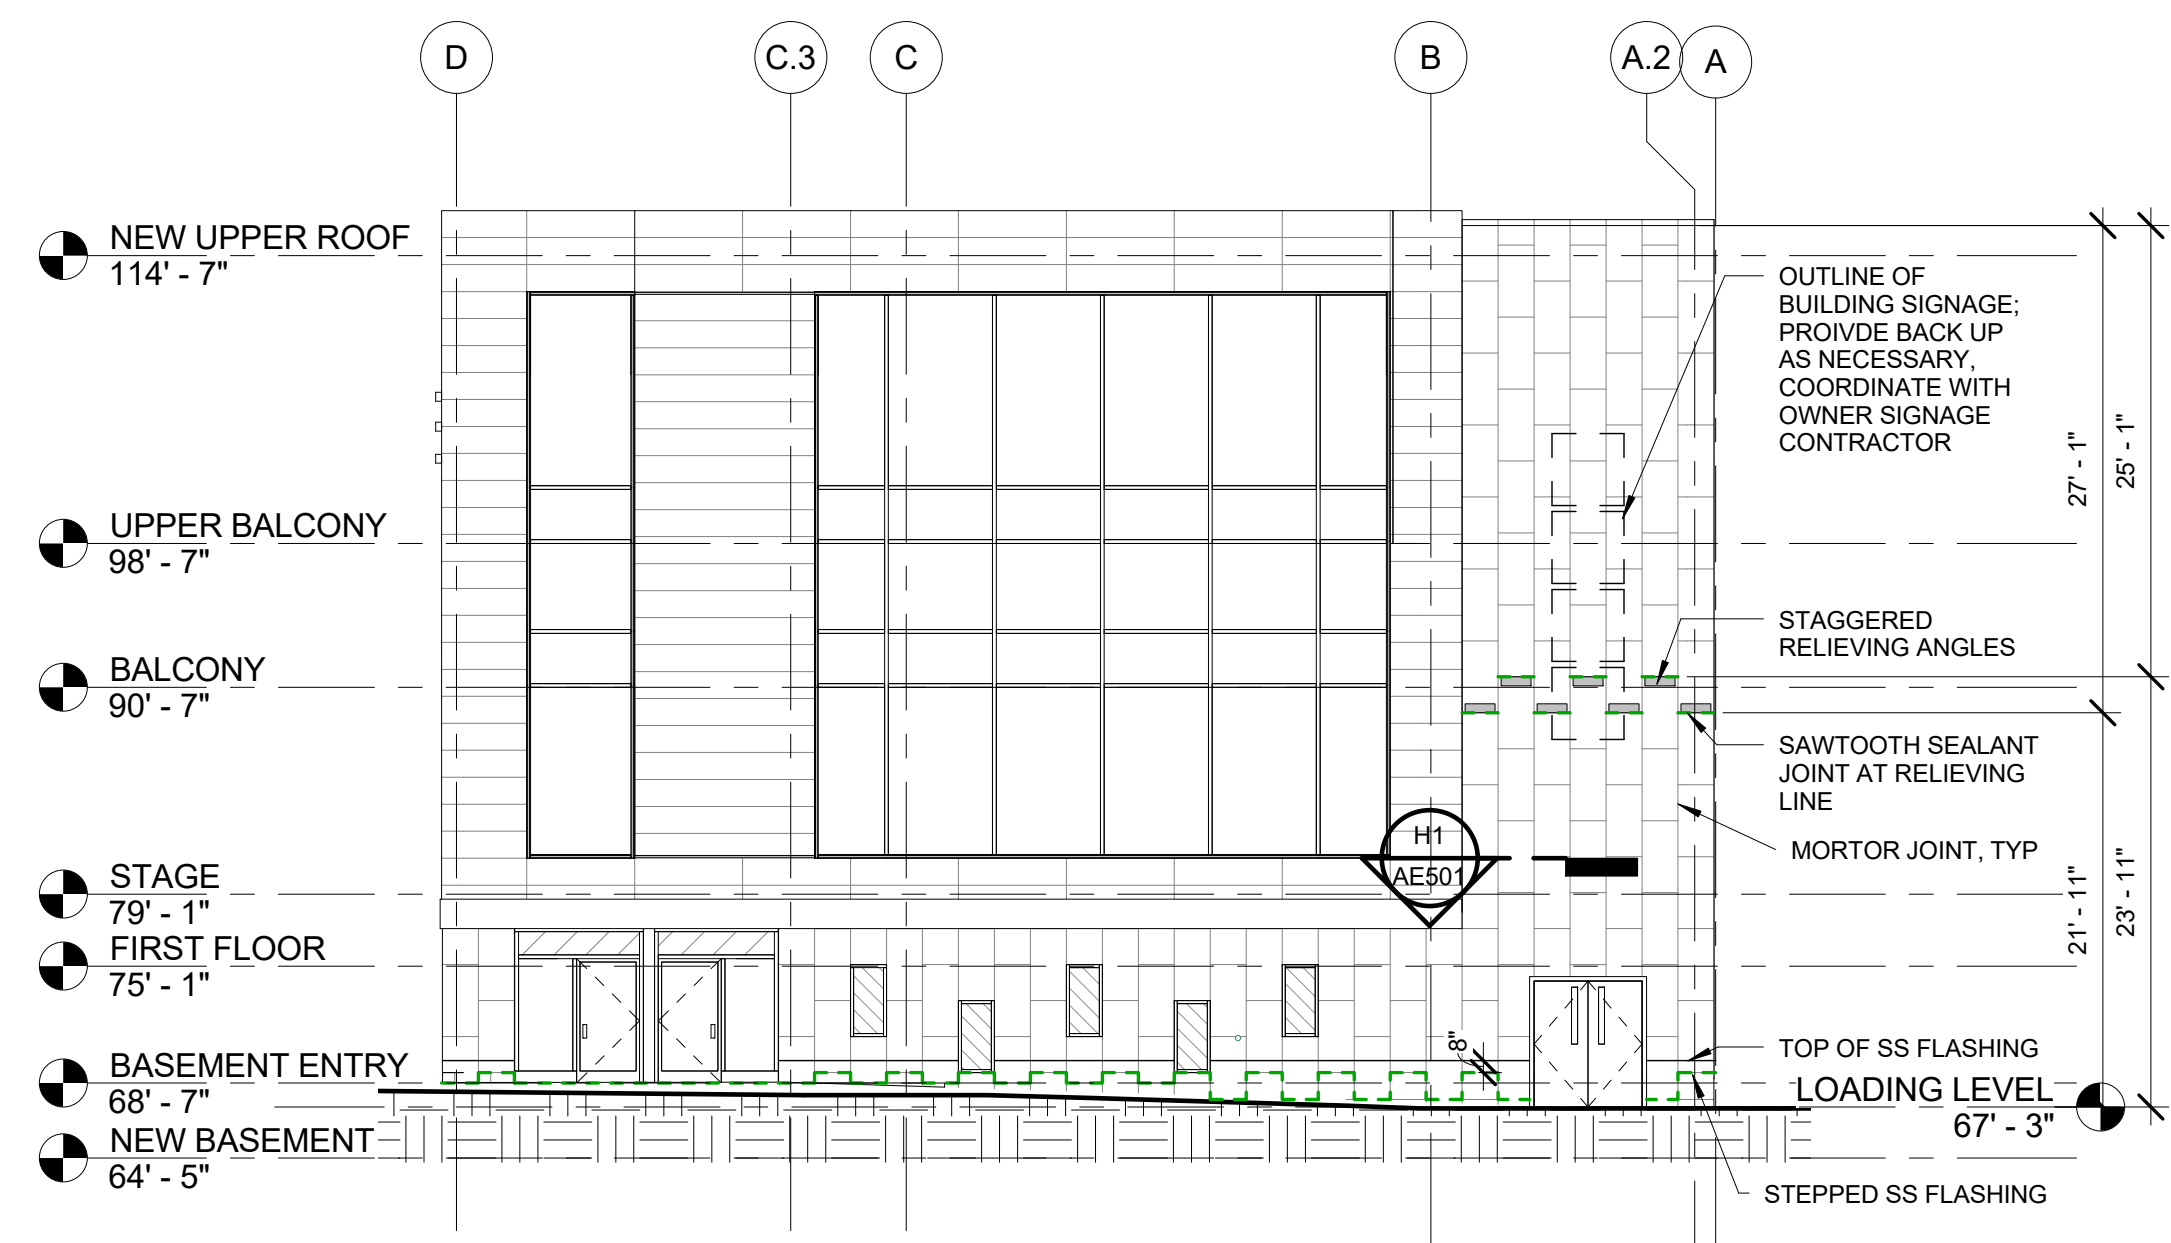 D
C.3
C
B
A.2
A
NEW UPPER ROOF
114' - 7"
OUTLINE OF
BUILDING SIGNAGE;
PROIVDE BACK UP
AS NECESSARY,
COORDINATE WITH
OWNER SIGNAGE
CONTRACTOR
27' - 1"
25' - 1"
UPPER BALCONY
98' - 7"
STAGGERED
RELIEVING ANGLES
BALCONY
90' - 7"
SAWTOOTH SEALANT
JOINT AT RELIEVING
LINE
H1
AE501
MORTOR JOINT, TYP
STAGE
79' - 1"
21' - 11"
23' - 11"
FIRST FLOOR
75' - 1"
8"
TOP OF SS FLASHING
BASEMENT ENTRY
68' - 7"
LOADING LEVEL
67' - 3"
NEW BASEMENT
64' - 5"
STEPPED SS FLASHING